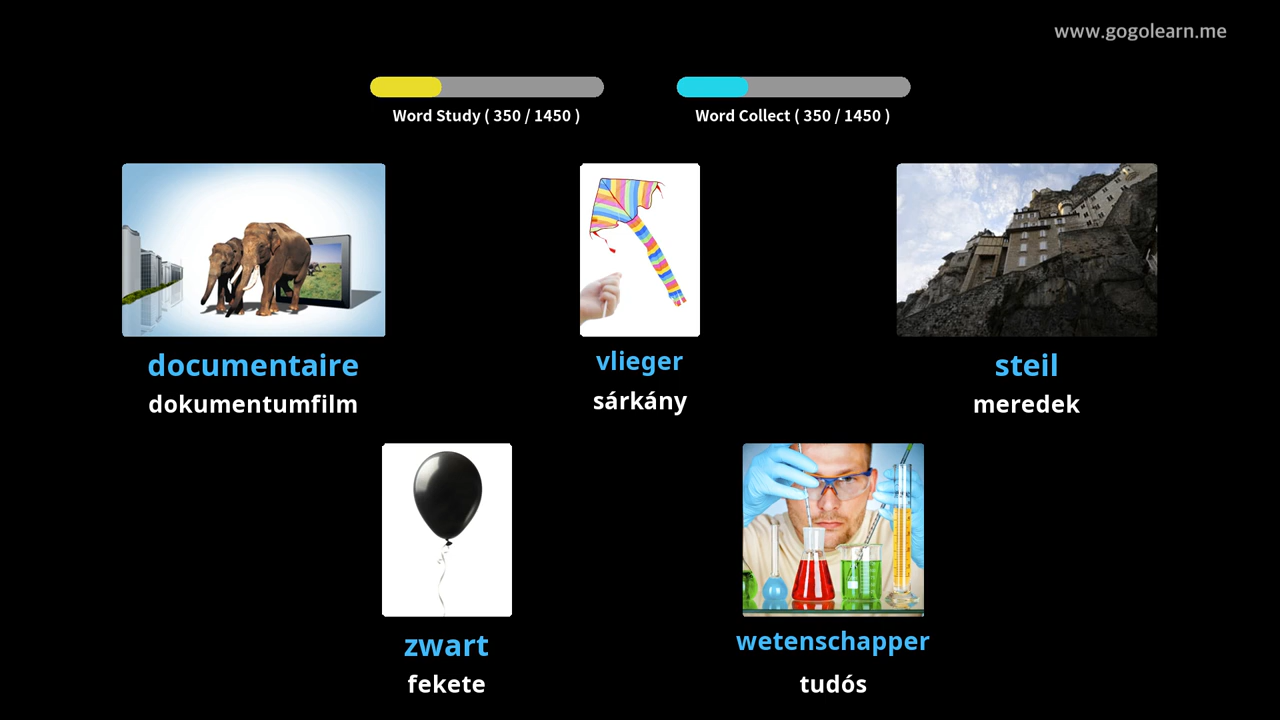 www.gogolearn.me
Word Study ( 350 / 1450 )
Word Collect ( 350 / 1450 )
documentaire
dokumentumfilm
vlieger
sárkány
steil
meredek
zwart
fekete
wetenschapper
tudós